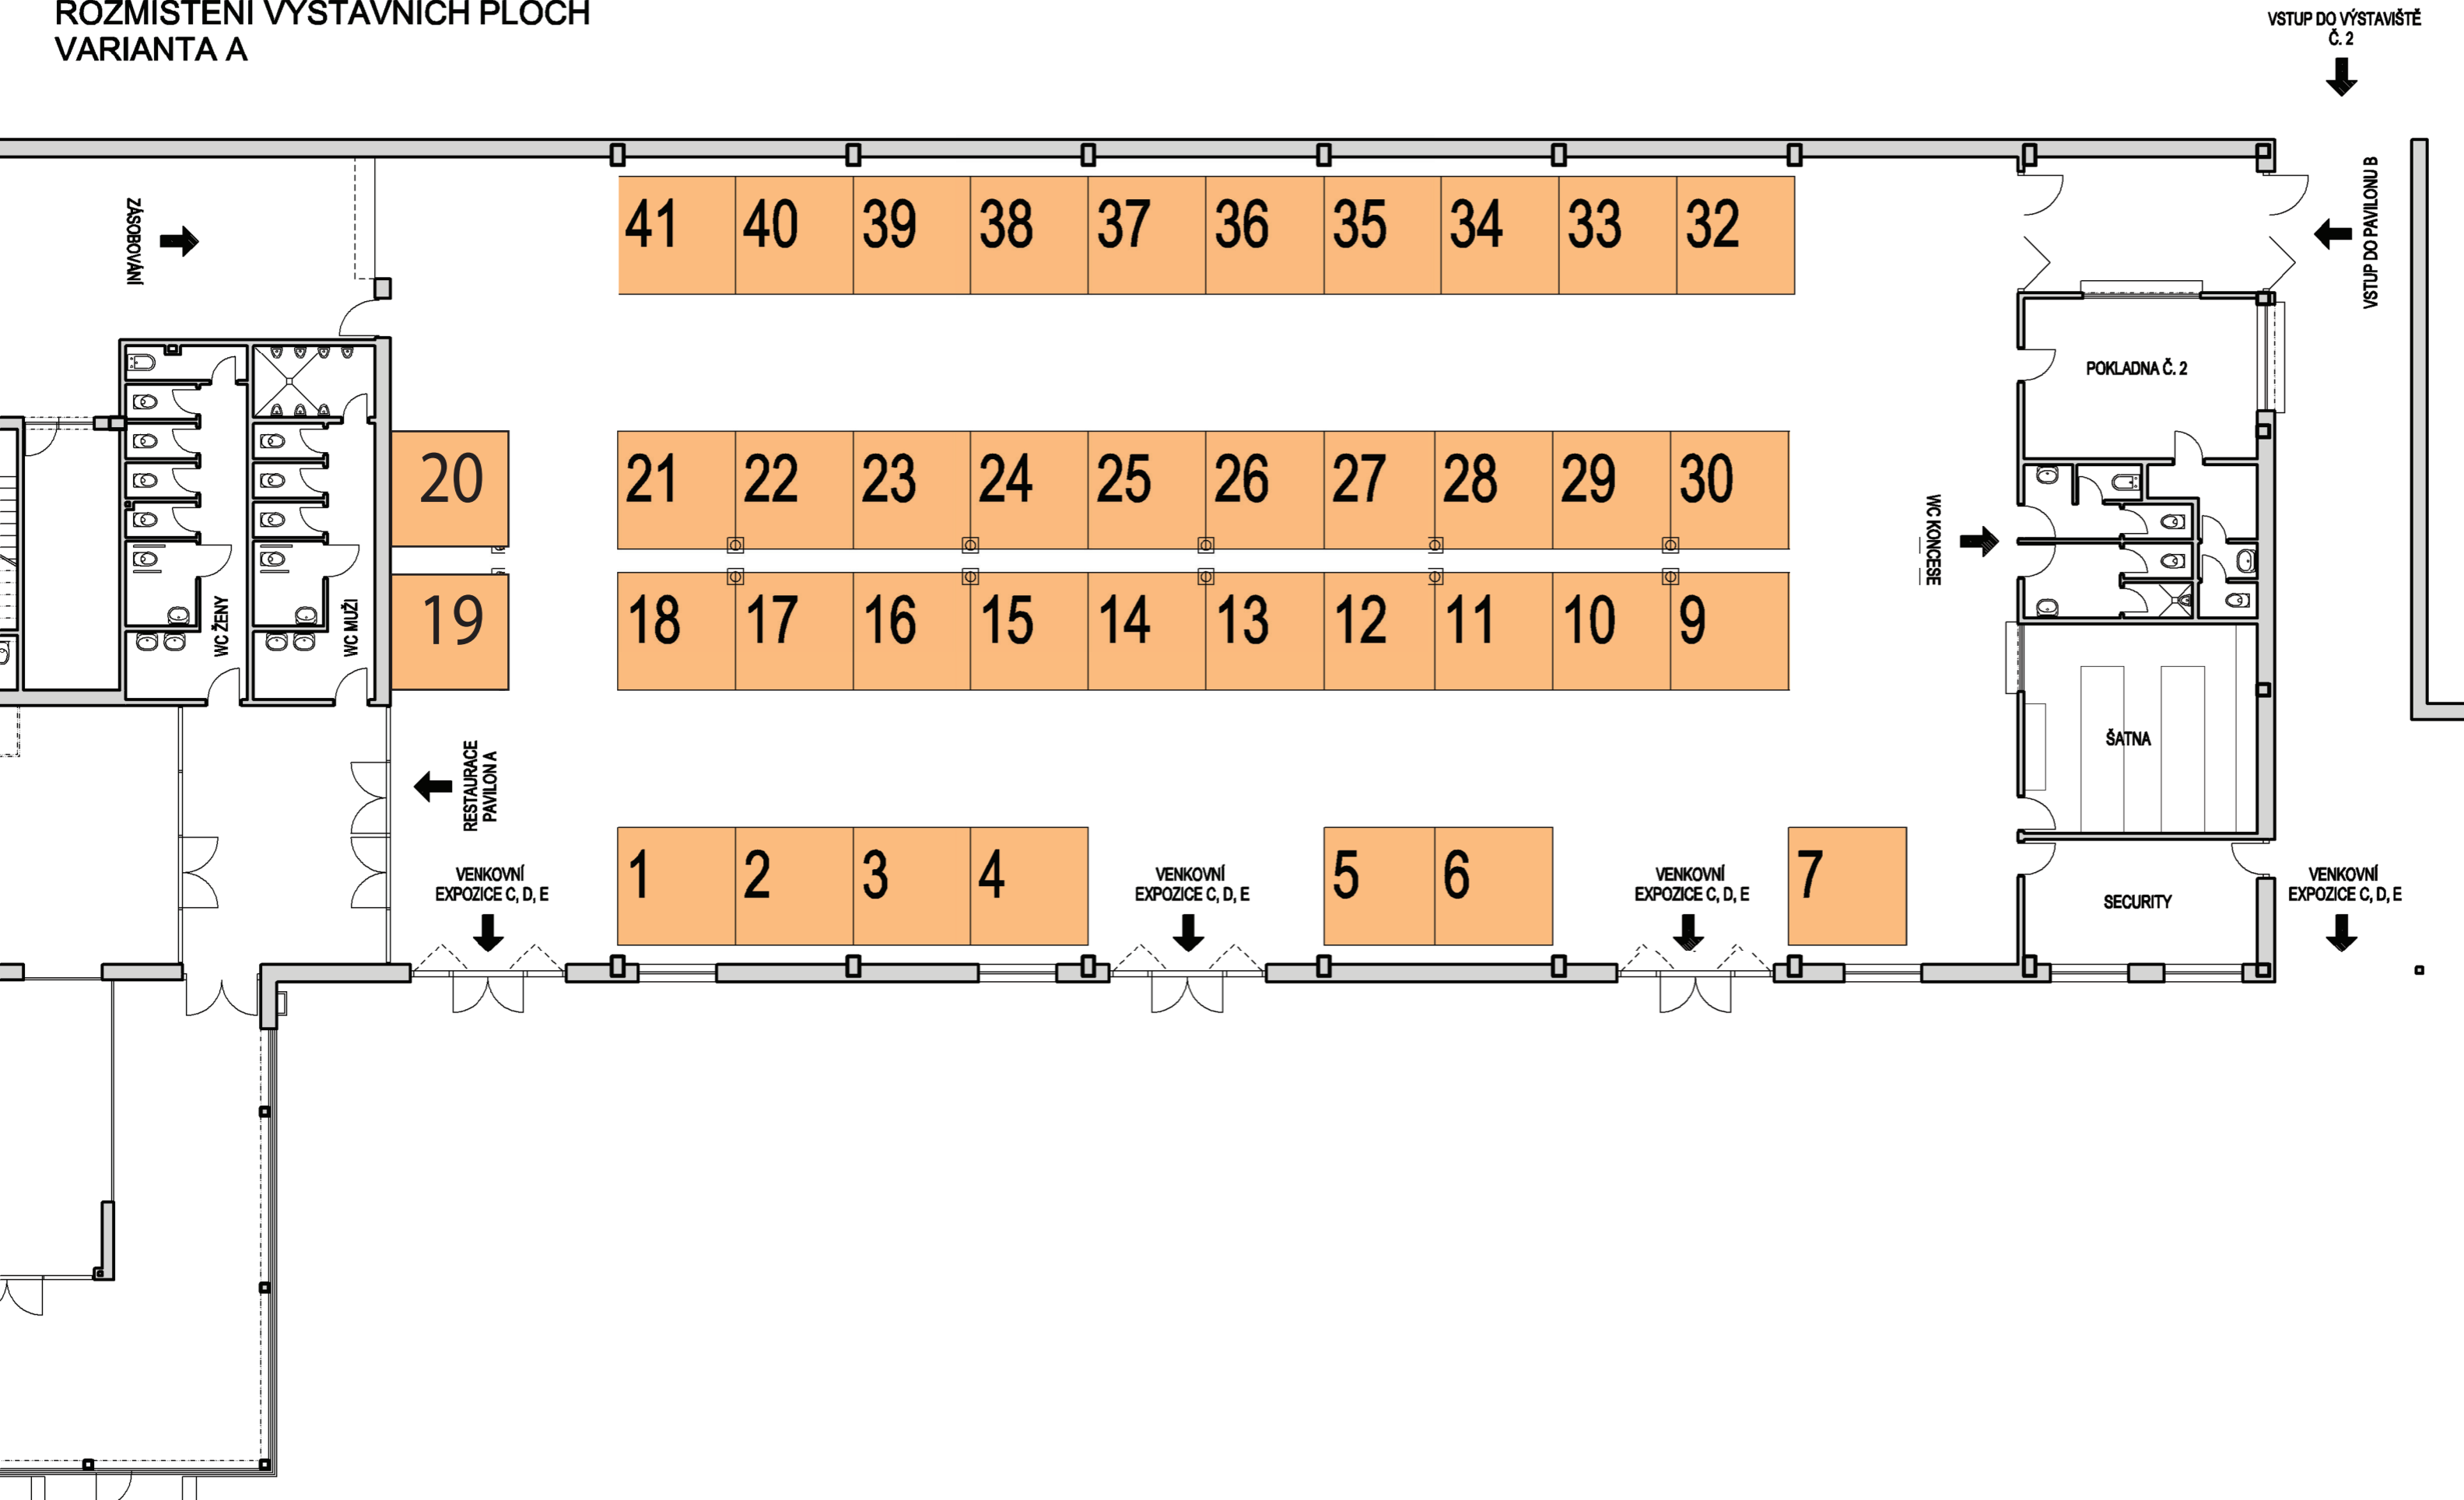 ROZMÍSTĚNÍ VÝSTAVNÍCH PLOCH
VARIANTA A
VSTUP DO VÝSTAVIŠTĚ
Č. 2
ZÁSOBOVÁNÍ
41 40 39 38 37 36 35 34 33 32
VSTUP DO PAVILONU B
POKLADNA Č. 2
20 21 22 23 24 25 26 27 28 29 30
WC KONCESE
19 18 17 16 15 14 13 12 11 10 9
WC ŽENY
WC MUŽI
ŠATNA
RESTAURACE
PAVILON A
1 2 3 4 5 6 7
VENKOVNÍ
EXPOZICE C, D, E
VENKOVNÍ
EXPOZICE C, D, E
VENKOVNÍ
EXPOZICE C, D, E
SECURITY
VENKOVNÍ
EXPOZICE C, D, E